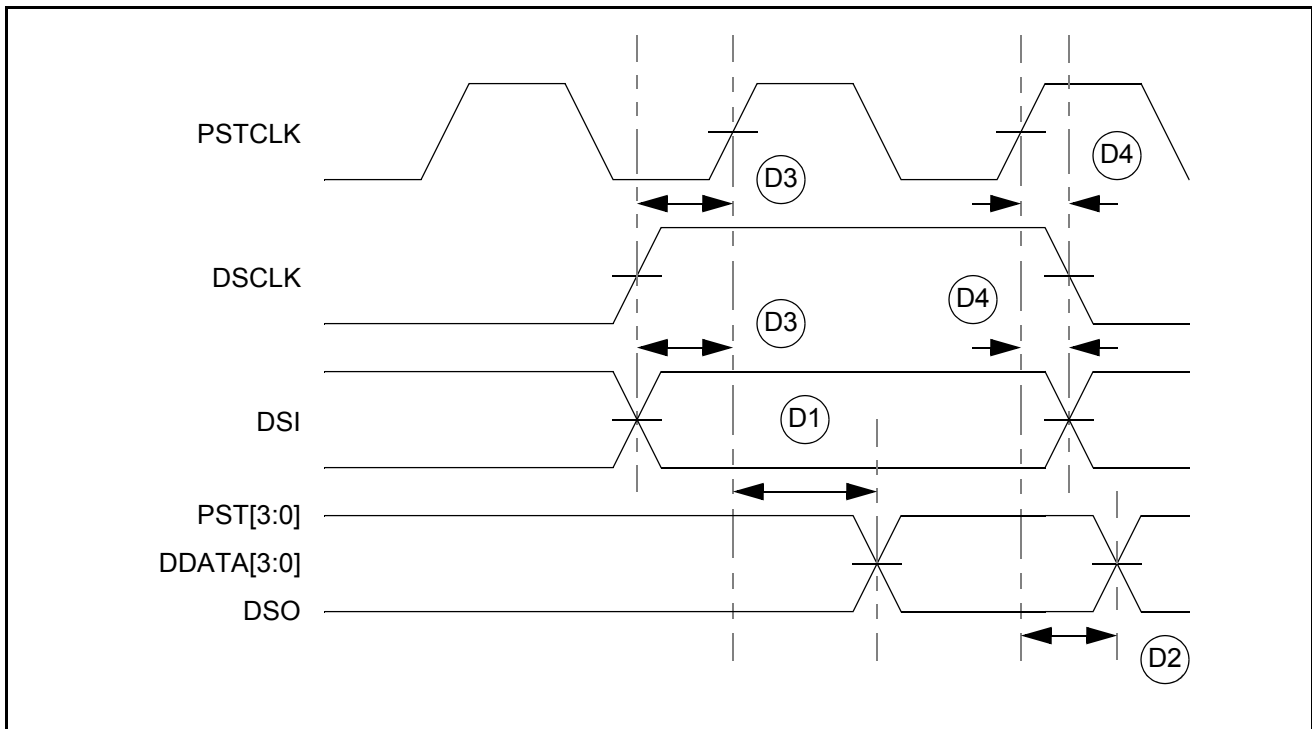 PSTCLK
D4
D3
DSCLK
D4
D3
DSI
D1
PST[3:0]
DDATA[3:0]
DSO
D2